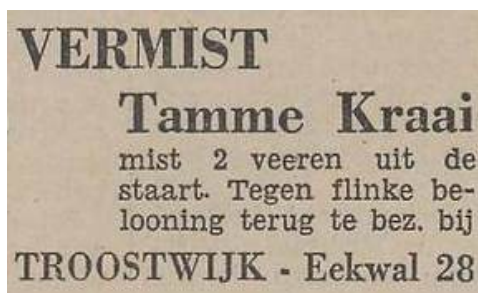 VERMIST
Tamme Kraai
mist 2 veeren uit de
staart. Tegen flinke be-
looning terug te bez. bij
TROOSTWIJK - Eekwal 28